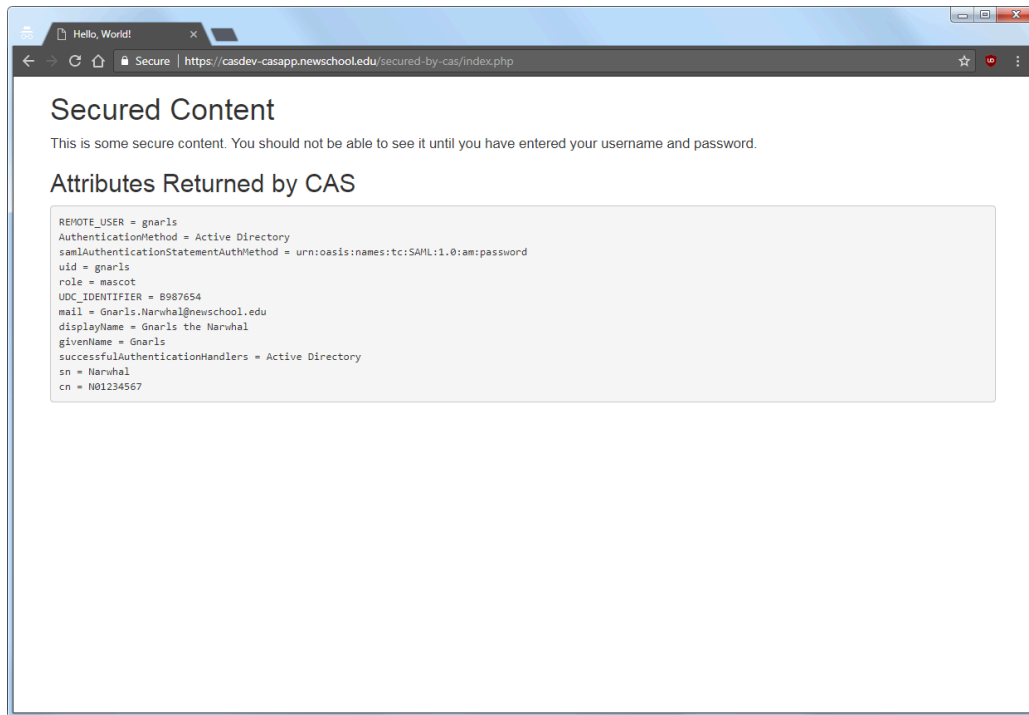 Hello, World!
Secure | https://casdev-casapp.newschool.edu/secured-by-cas/index.php
Secured Content
This is some secure content. You should not be able to see it until you have entered your username and password.
Attributes Returned by CAS
REMOTE_USER = gnarls
AuthenticationMethod = Active Directory
samlAuthenticationStatementAuthMethod = urn:oasis:names:tc:SAML:1.0:am:password
uid = gnarls
role = mascot
UDC_IDENTIFIER = B987654
mail = Gnarls.Narwhal@newschool.edu
displayName = Gnarls the Narwhal
givenName = Gnarls
successfulAuthenticationHandlers = Active Directory
sn = Narwhal
cn = N01234567